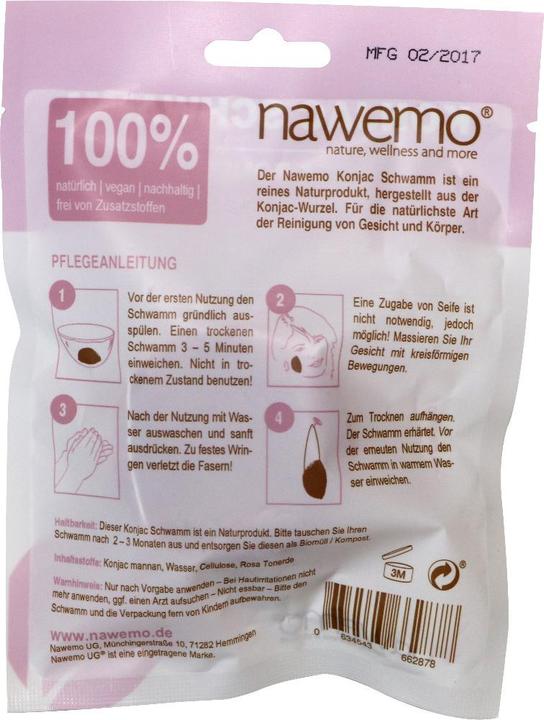 MFG 02/2017
100%
natürlich | vegan | nachhaltig |
frei von Zusatzstoffen
nawemo®
nature, wellness and more
Der Nawemo Konjac Schwamm ist ein
reines Naturprodukt, hergestellt aus der
Konjac-Wurzel. Für die natürlichste Art
der Reinigung von Gesicht und Körper.
PFLEGEANLEITUNG
1
Vor der ersten Nutzung den
Schwamm gründlich aus-
spülen. Einen trockenen
Schwamm 3 – 5 Minuten
einweichen. Nicht in tro-
ckenem Zustand benutzen!
2
Eine Zugabe von Seife ist
nicht notwendig, jedoch
möglich! Massieren Sie Ihr
Gesicht mit kreisförmigen
Bewegungen.
3
Nach der Nutzung mit Was-
ser auswaschen und sanft
ausdrücken. Zu festes Wrin-
gen verletzt die Fasern!
4
Zum Trocknen aufhängen.
Der Schwamm erhärtet. Vor
der erneuten Nutzung den
Schwamm in warmem Was-
ser einweichen.
Haltbarkeit: Dieser Konjac Schwamm ist ein Naturprodukt. Bitte tauschen Sie Ihren
Schwamm nach 2 – 3 Monaten aus und entsorgen Sie diesen als Biomüll / Kompost.
Inhaltsstoffe: Konjac mannan, Wasser, Cellulose, Rosa Tonerde
Warnhinweise: Nur nach Vorgabe anwenden – Bei Hautirritationen nicht
mehr anwenden, ggf. einen Arzt aufsuchen – Nicht essbar – Bitte den
Schwamm und die Verpackung fern von Kindern aufbewahren.
3M
www.nawemo.de
Nawemo UG, Münchingerstraße 10, 71282 Hemmingen
Nawemo UG® ist eine eingetragene Marke.
0 634543 662878